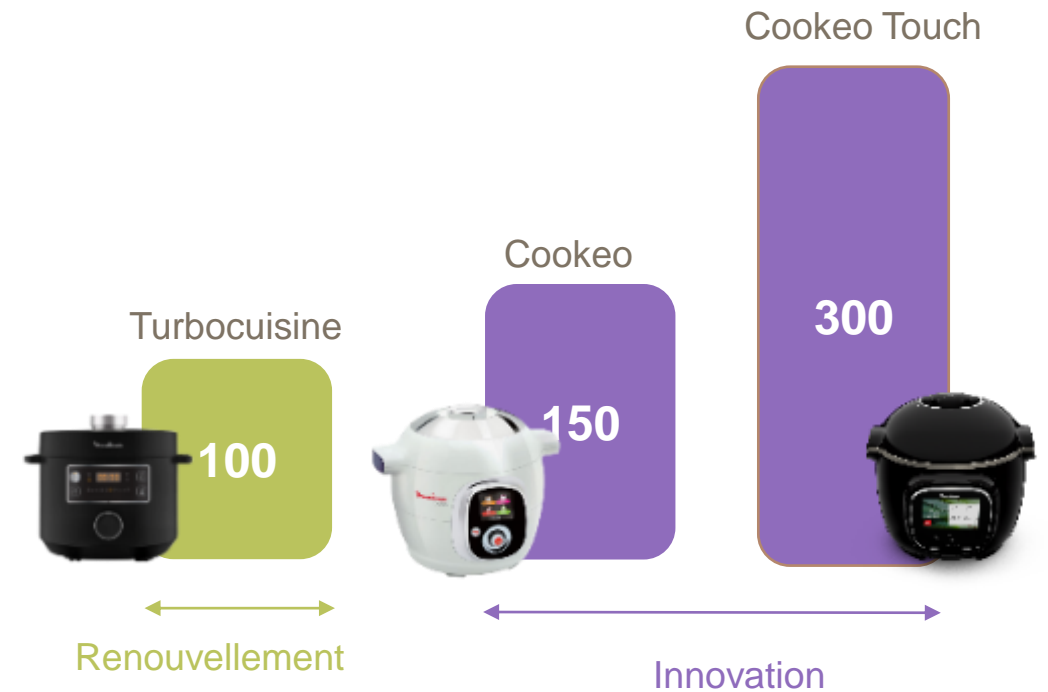 Cookeo Touch
Cookeo
Turbocuisine
300
150
100
Renouvellement
Innovation